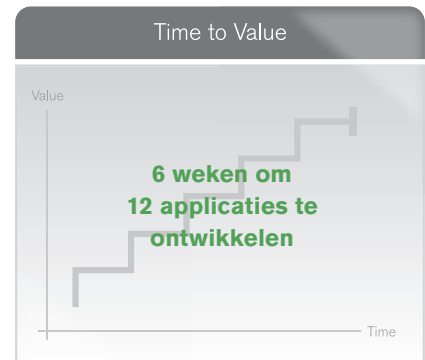 Time to Value
Value
6 weken om
12 applicaties te
ontwikkelen
Time